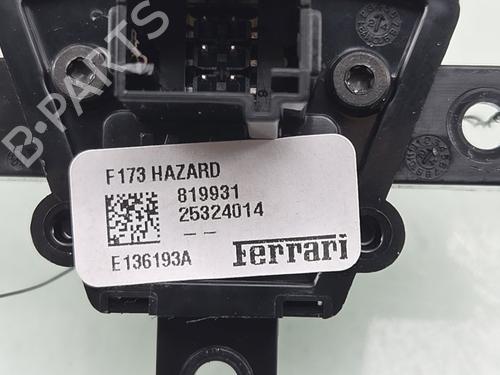 B-PARTS
F173 HAZARD
819931
25324014
--
E136193A
Ferrari